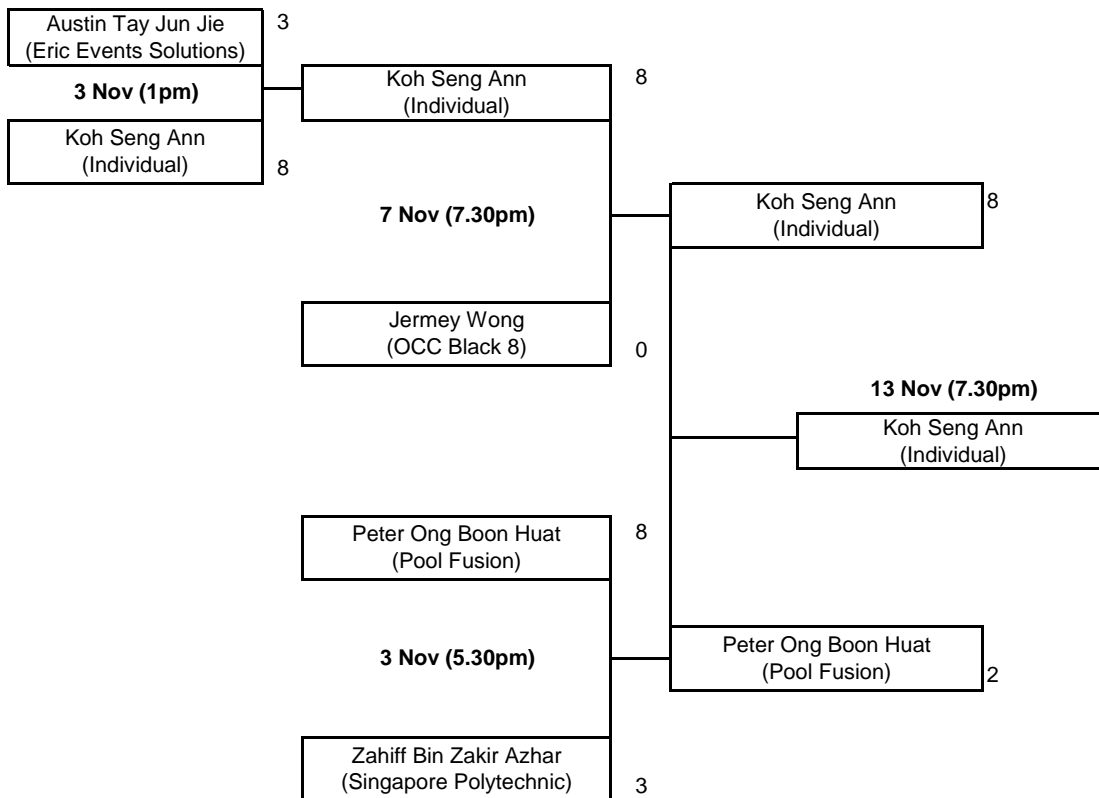 Austin Tay Jun Jie
(Eric Events Solutions)
3
3 Nov (1pm)
Koh Seng Ann
(Individual)
8
Koh Seng Ann
(Individual)
8
7 Nov (7.30pm)
Jermey Wong
(OCC Black 8)
0
Koh Seng Ann
(Individual)
8
13 Nov (7.30pm)
Koh Seng Ann
(Individual)
Peter Ong Boon Huat
(Pool Fusion)
8
3 Nov (5.30pm)
Zahiff Bin Zakir Azhar
(Singapore Polytechnic)
3
Peter Ong Boon Huat
(Pool Fusion)
2